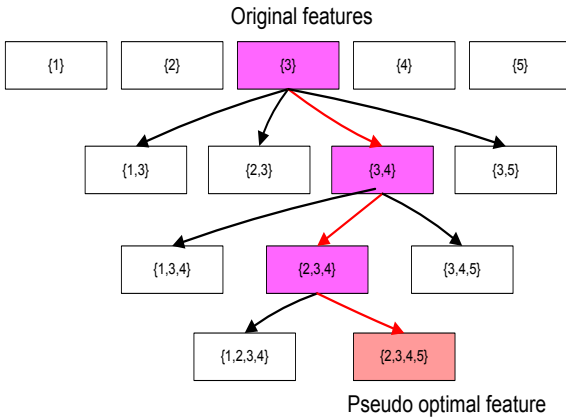 Original features
{1} {2} {3} {4} {5}
{1,3} {2,3} {3,4} {3,5}
{1,3,4} {2,3,4} {3,4,5}
{1,2,3,4} {2,3,4,5}
Pseudo optimal feature